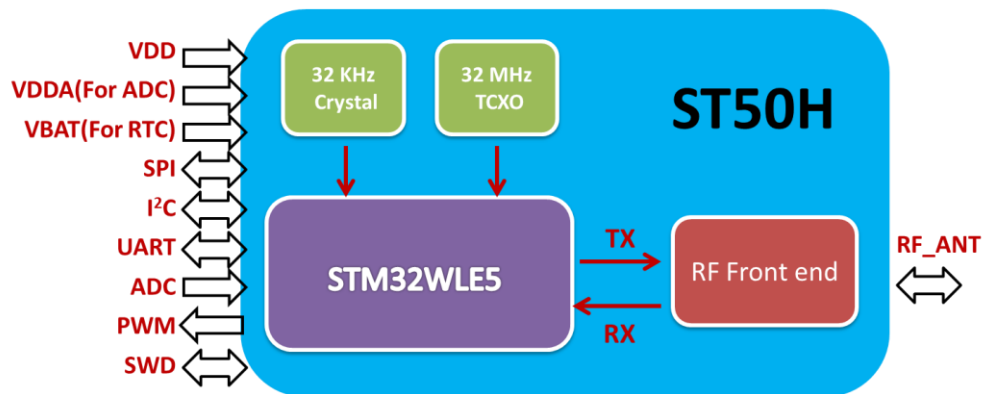 VDD
VDDA(For ADC)
VBAT(For RTC)
SPI
I²C
UART
ADC
PWM
SWD
32 KHz
Crystal
32 MHz
TCXO
ST50H
STM32WLE5
TX
RX
RF Front end
RF_ANT